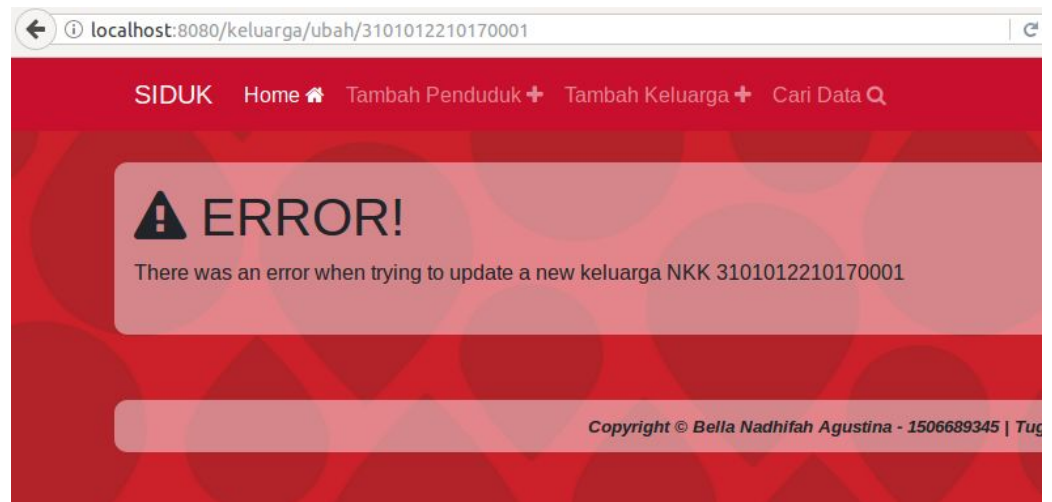 localhost:8080/keluarga/ubah/3101012210170001
SIDUK Home Tambah Penduduk Tambah Keluarga Cari Data
ERROR!
There was an error when trying to update a new keluarga NKK 3101012210170001
Copyright © Bella Nadhifah Agustina - 1506689345 | Tug